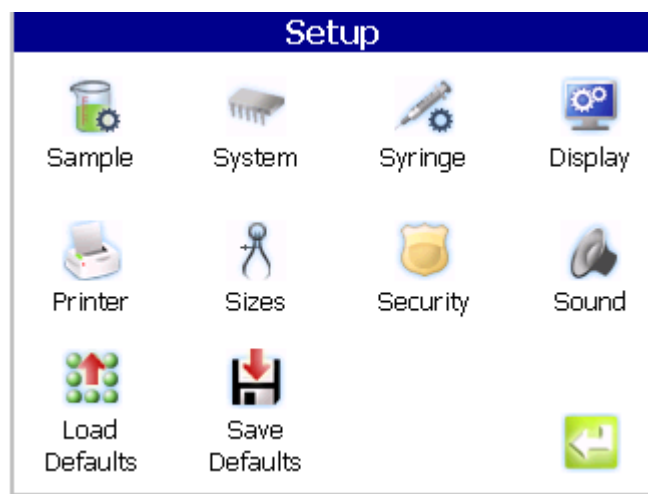 Setup
Sample System Syringe Display
Printer Sizes Security Sound
Load Save
Defaults Defaults